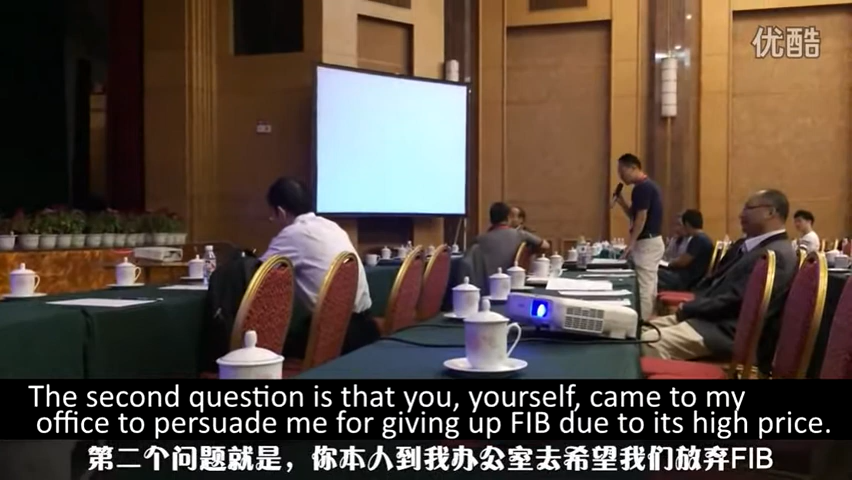 优酷
The second question is that you, yourself, came to my
office to persuade me for giving up FIB due to its high price.
第二个问题就是，你本人到我办公室去希望我们放弃FIB